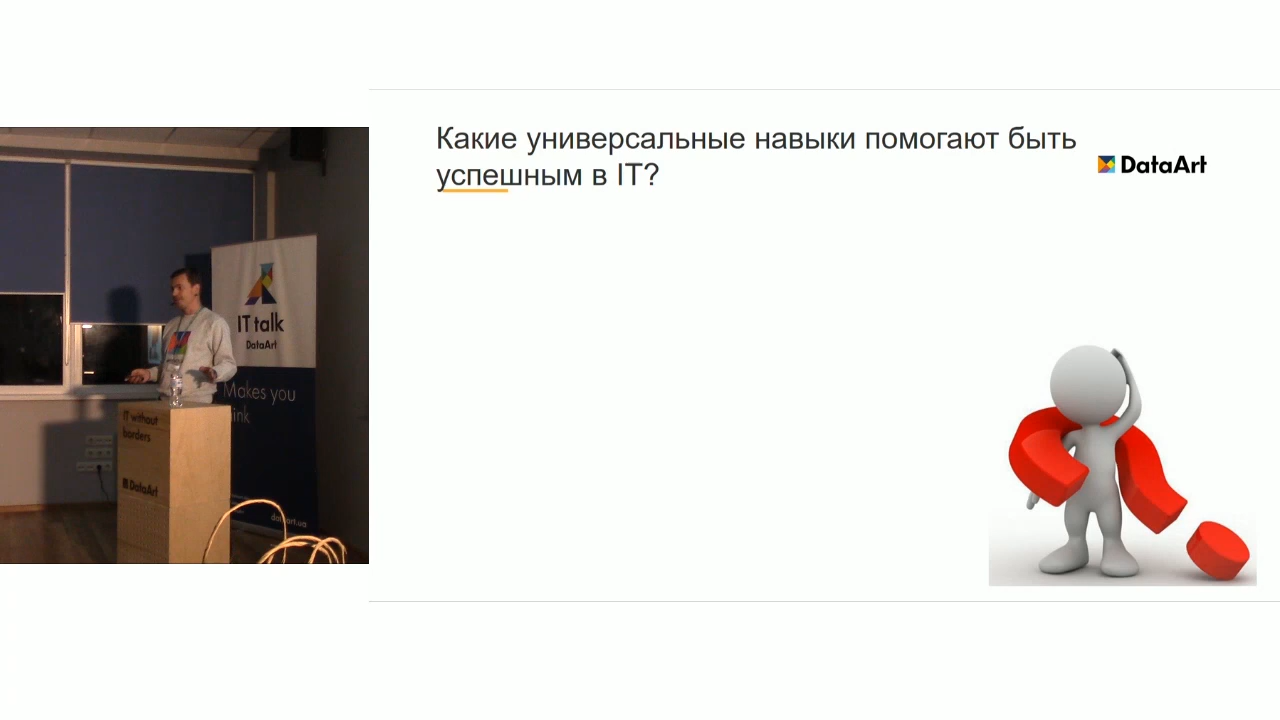 Какие универсальные навыки помогают быть
успешным в IT?
DataArt
IT talk
DataArt
Makes you
IT without
borders
DataArt